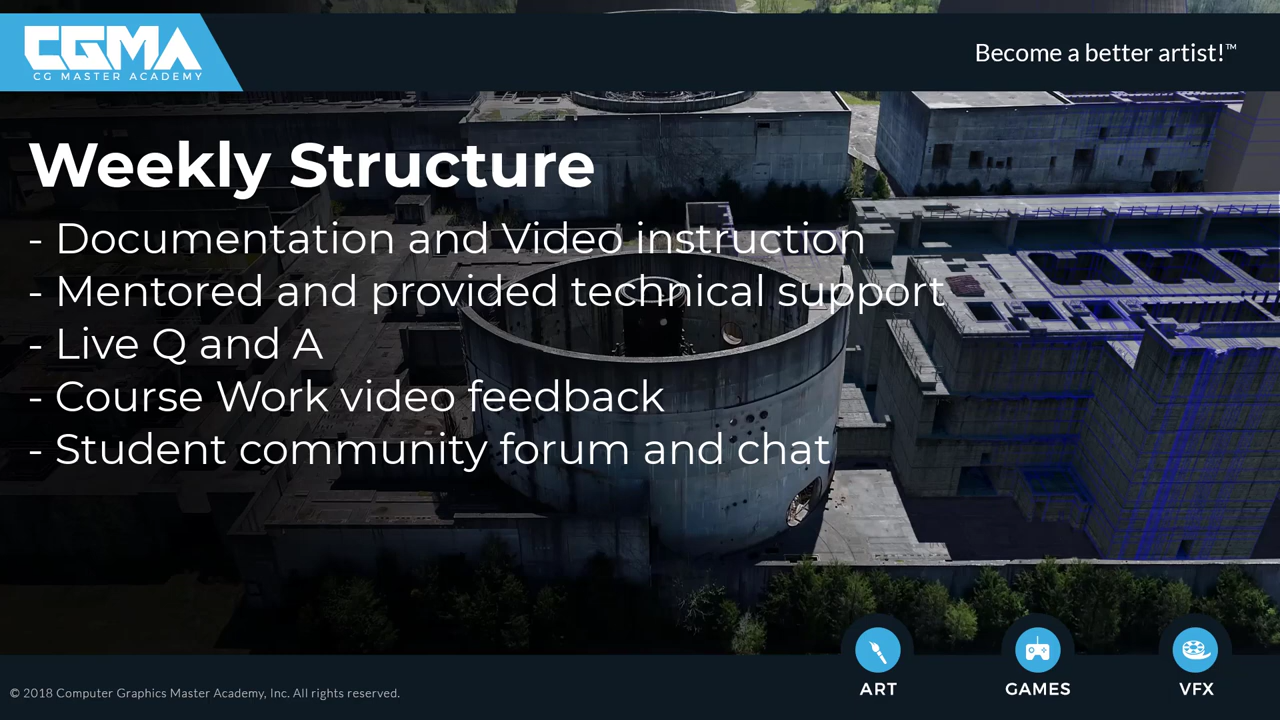 CGMA
CG MASTER ACADEMY
Become a better artist!™
Weekly Structure
- Documentation and Video instruction
- Mentored and provided technical support
- Live Q and A
- Course Work video feedback
- Student community forum and chat
ART
GAMES
VFX
© 2018 Computer Graphics Master Academy, Inc. All rights reserved.